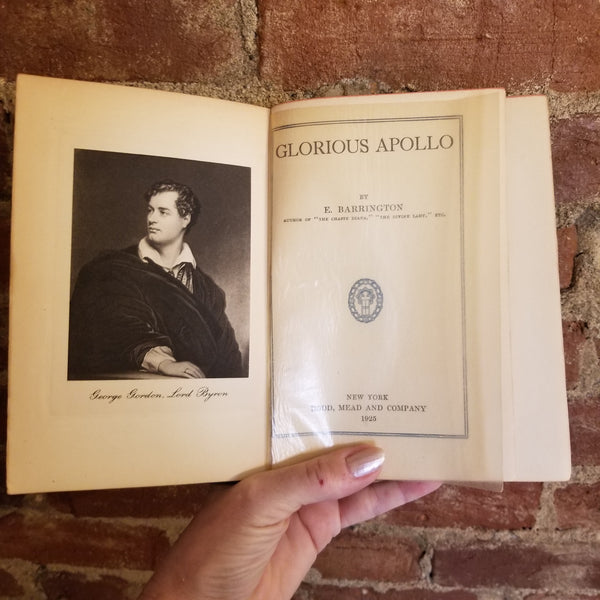 George Gordon, Lord Byron
GLORIOUS APOLLO
BY
E. BARRINGTON
AUTHOR OF "THE CHASTE DIANA," "THE DIVINE LADY," ETC.
NEW YORK
DODD, MEAD AND COMPANY
1925